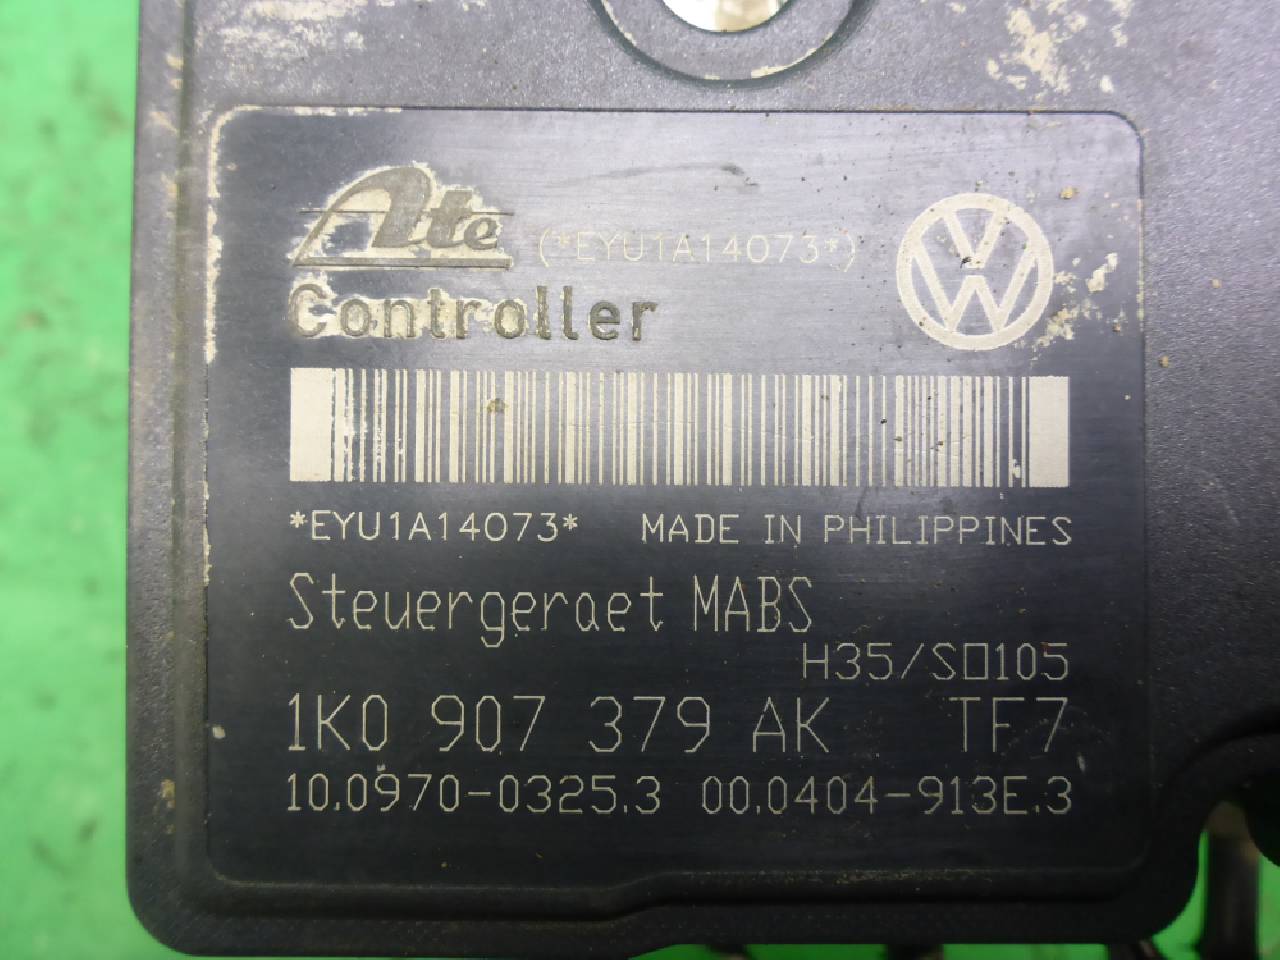 Ate (*EYU1A14073*)
Controller
*EYU1A14073* MADE IN PHILIPPINES
Steuergeraet MABS
H35/S□105
1K0 907 379 AK TF7
10.0970-0325.3 00.0404-913E.3